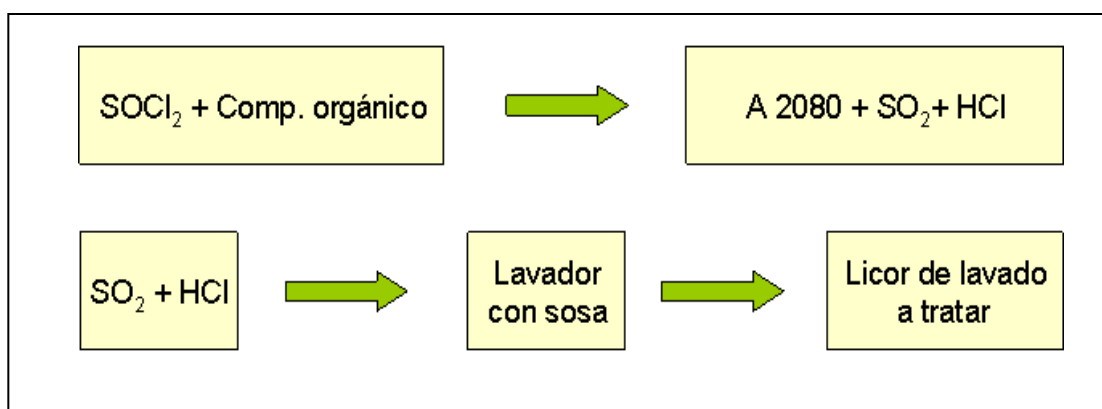 SOCl₂ + Comp. orgánico
A 2080 + SO₂+ HCl
SO₂ + HCl
Lavador
con sosa
Licor de lavado
a tratar